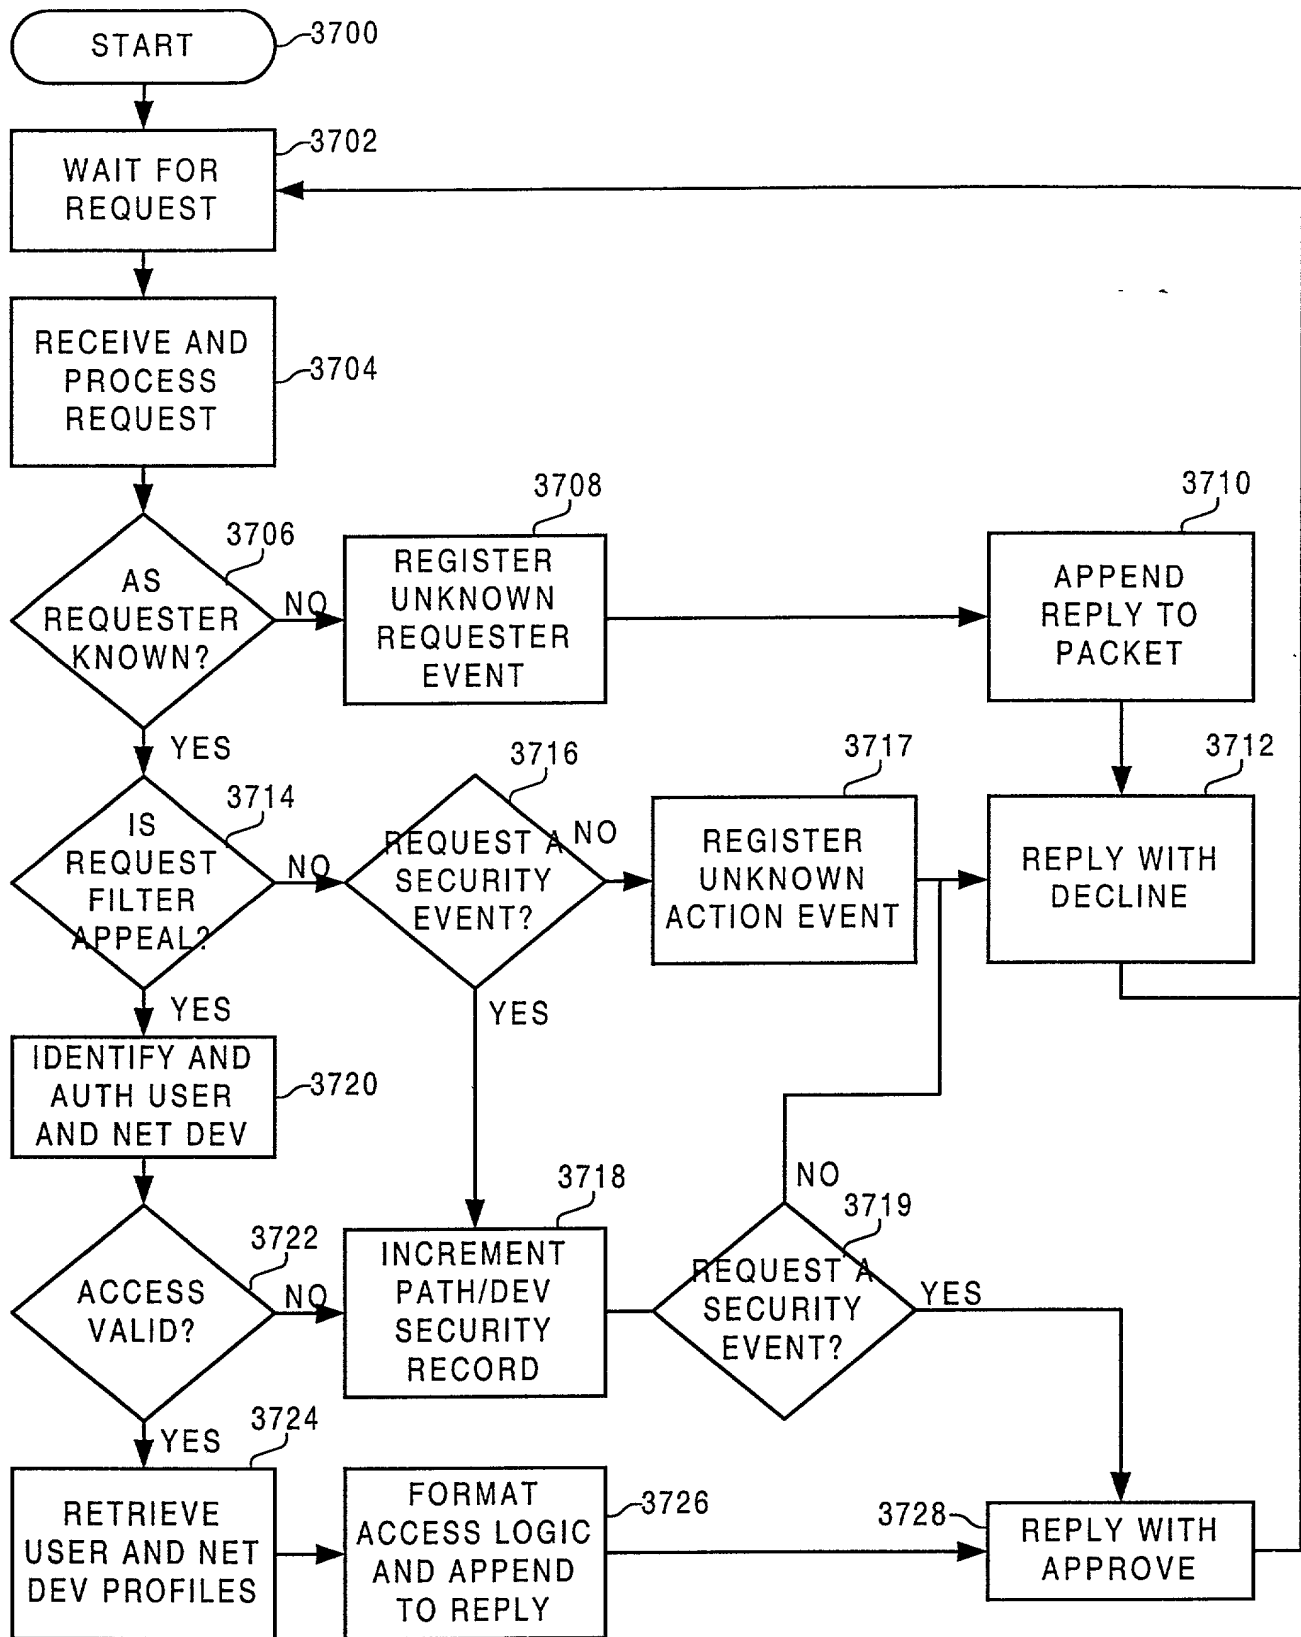 START
3700
3702
WAIT FOR
REQUEST
RECEIVE AND
PROCESS
REQUEST
3704
3706
AS
REQUESTER
KNOWN?
NO
3708
REGISTER
UNKNOWN
REQUESTER
EVENT
3710
APPEND
REPLY TO
PACKET
YES
3714
IS
REQUEST
FILTER
APPEAL?
NO
3716
REQUEST A
SECURITY
EVENT?
NO
3717
REGISTER
UNKNOWN
ACTION EVENT
3712
REPLY WITH
DECLINE
YES
YES
IDENTIFY AND
AUTH USER
AND NET DEV
3720
3722
ACCESS
VALID?
NO
3718
INCREMENT
PATH/DEV
SECURITY
RECORD
NO
3719
REQUEST A
SECURITY
EVENT?
YES
YES
3724
RETRIEVE
USER AND NET
DEV PROFILES
FORMAT
ACCESS LOGIC
AND APPEND
TO REPLY
3726
3728
REPLY WITH
APPROVE